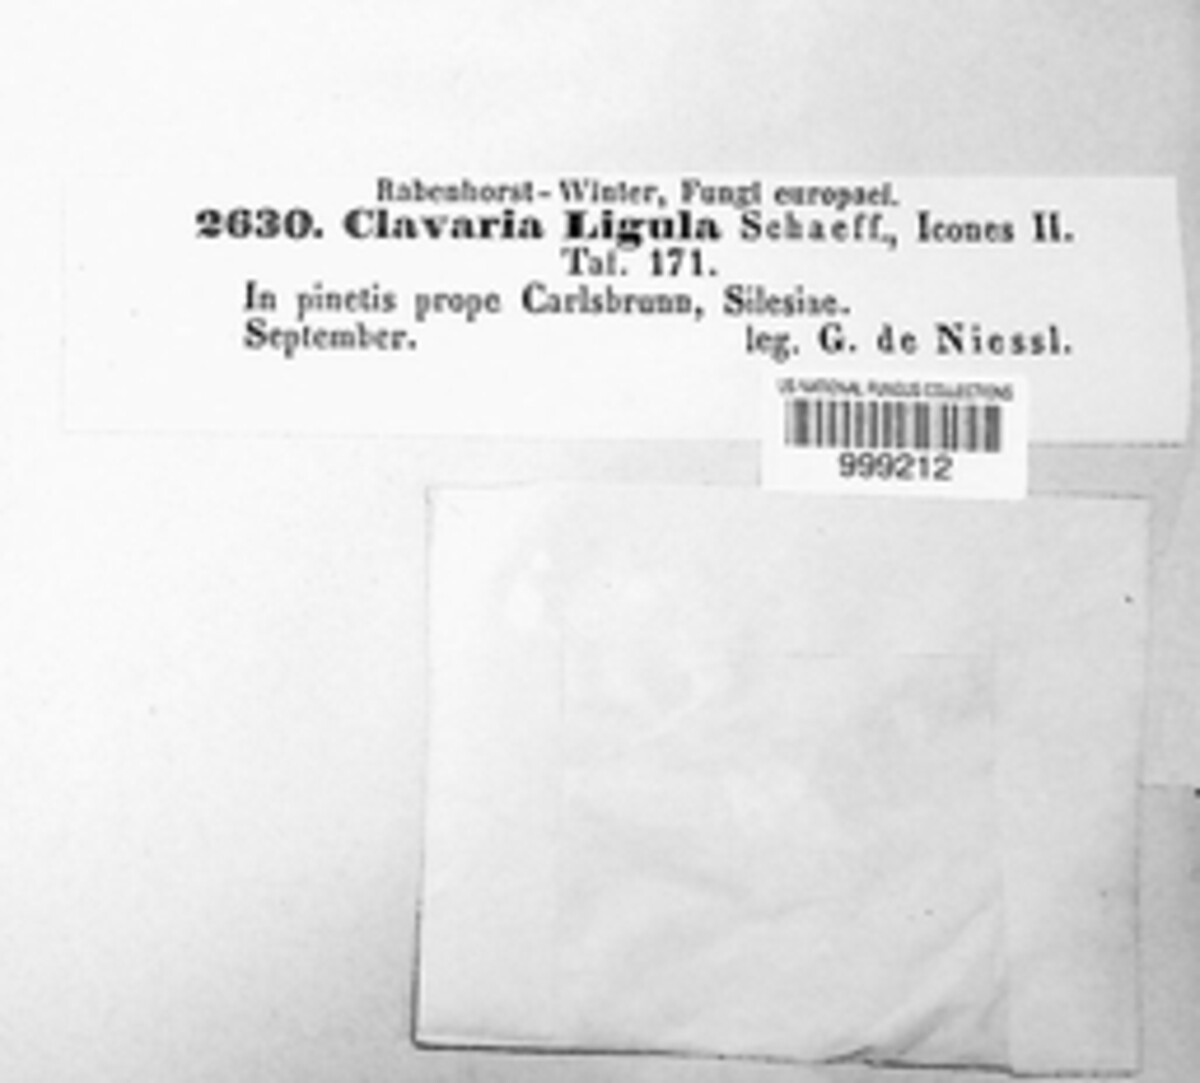 Rabenhorst-Winter, Fungi europaei.
2630. Clavaria Ligula Schaeff., Icones II.
Taf. 171.
In pinetis prope Carlsbrunn, Silesiae.
September. leg. G. de Niessl.
US NATIONAL FUNGUS COLLECTIONS
999212